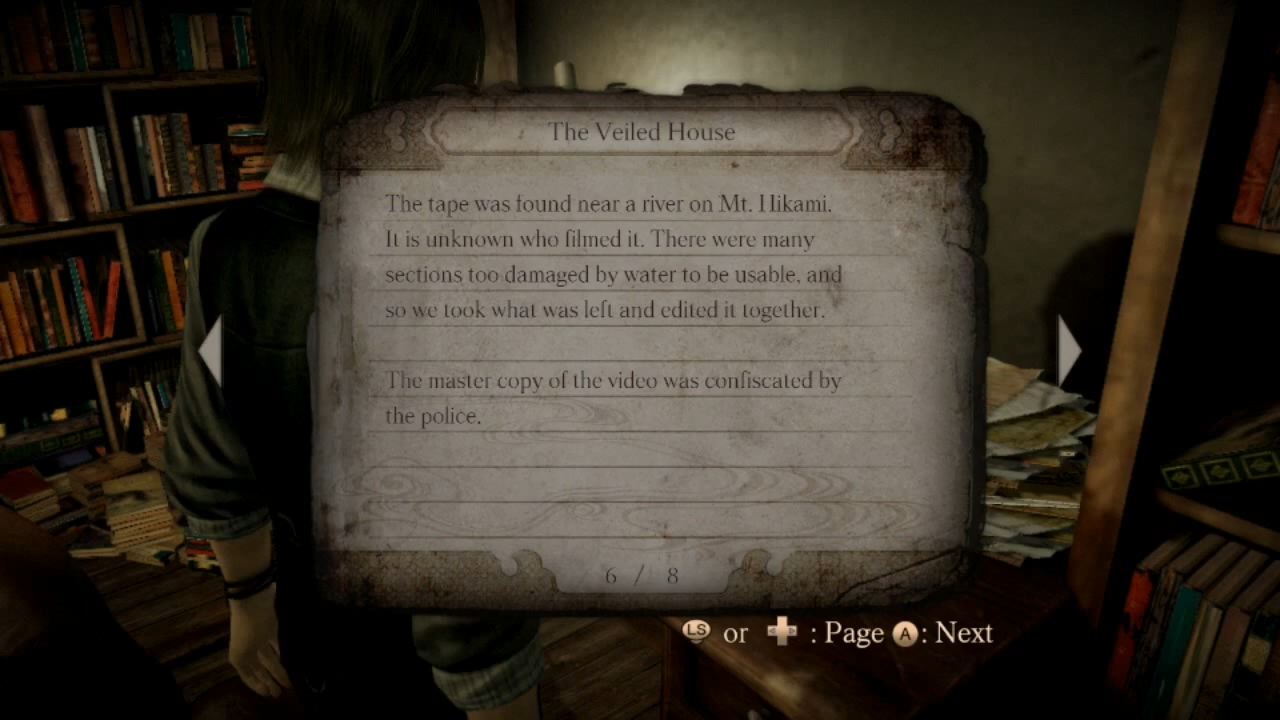 The Veiled House
The tape was found near a river on Mt. Hikami.
It is unknown who filmed it. There were many
sections too damaged by water to be usable, and
so we took what was left and edited it together.
The master copy of the video was confiscated by
the police.
6 / 8
LS or : Page A : Next